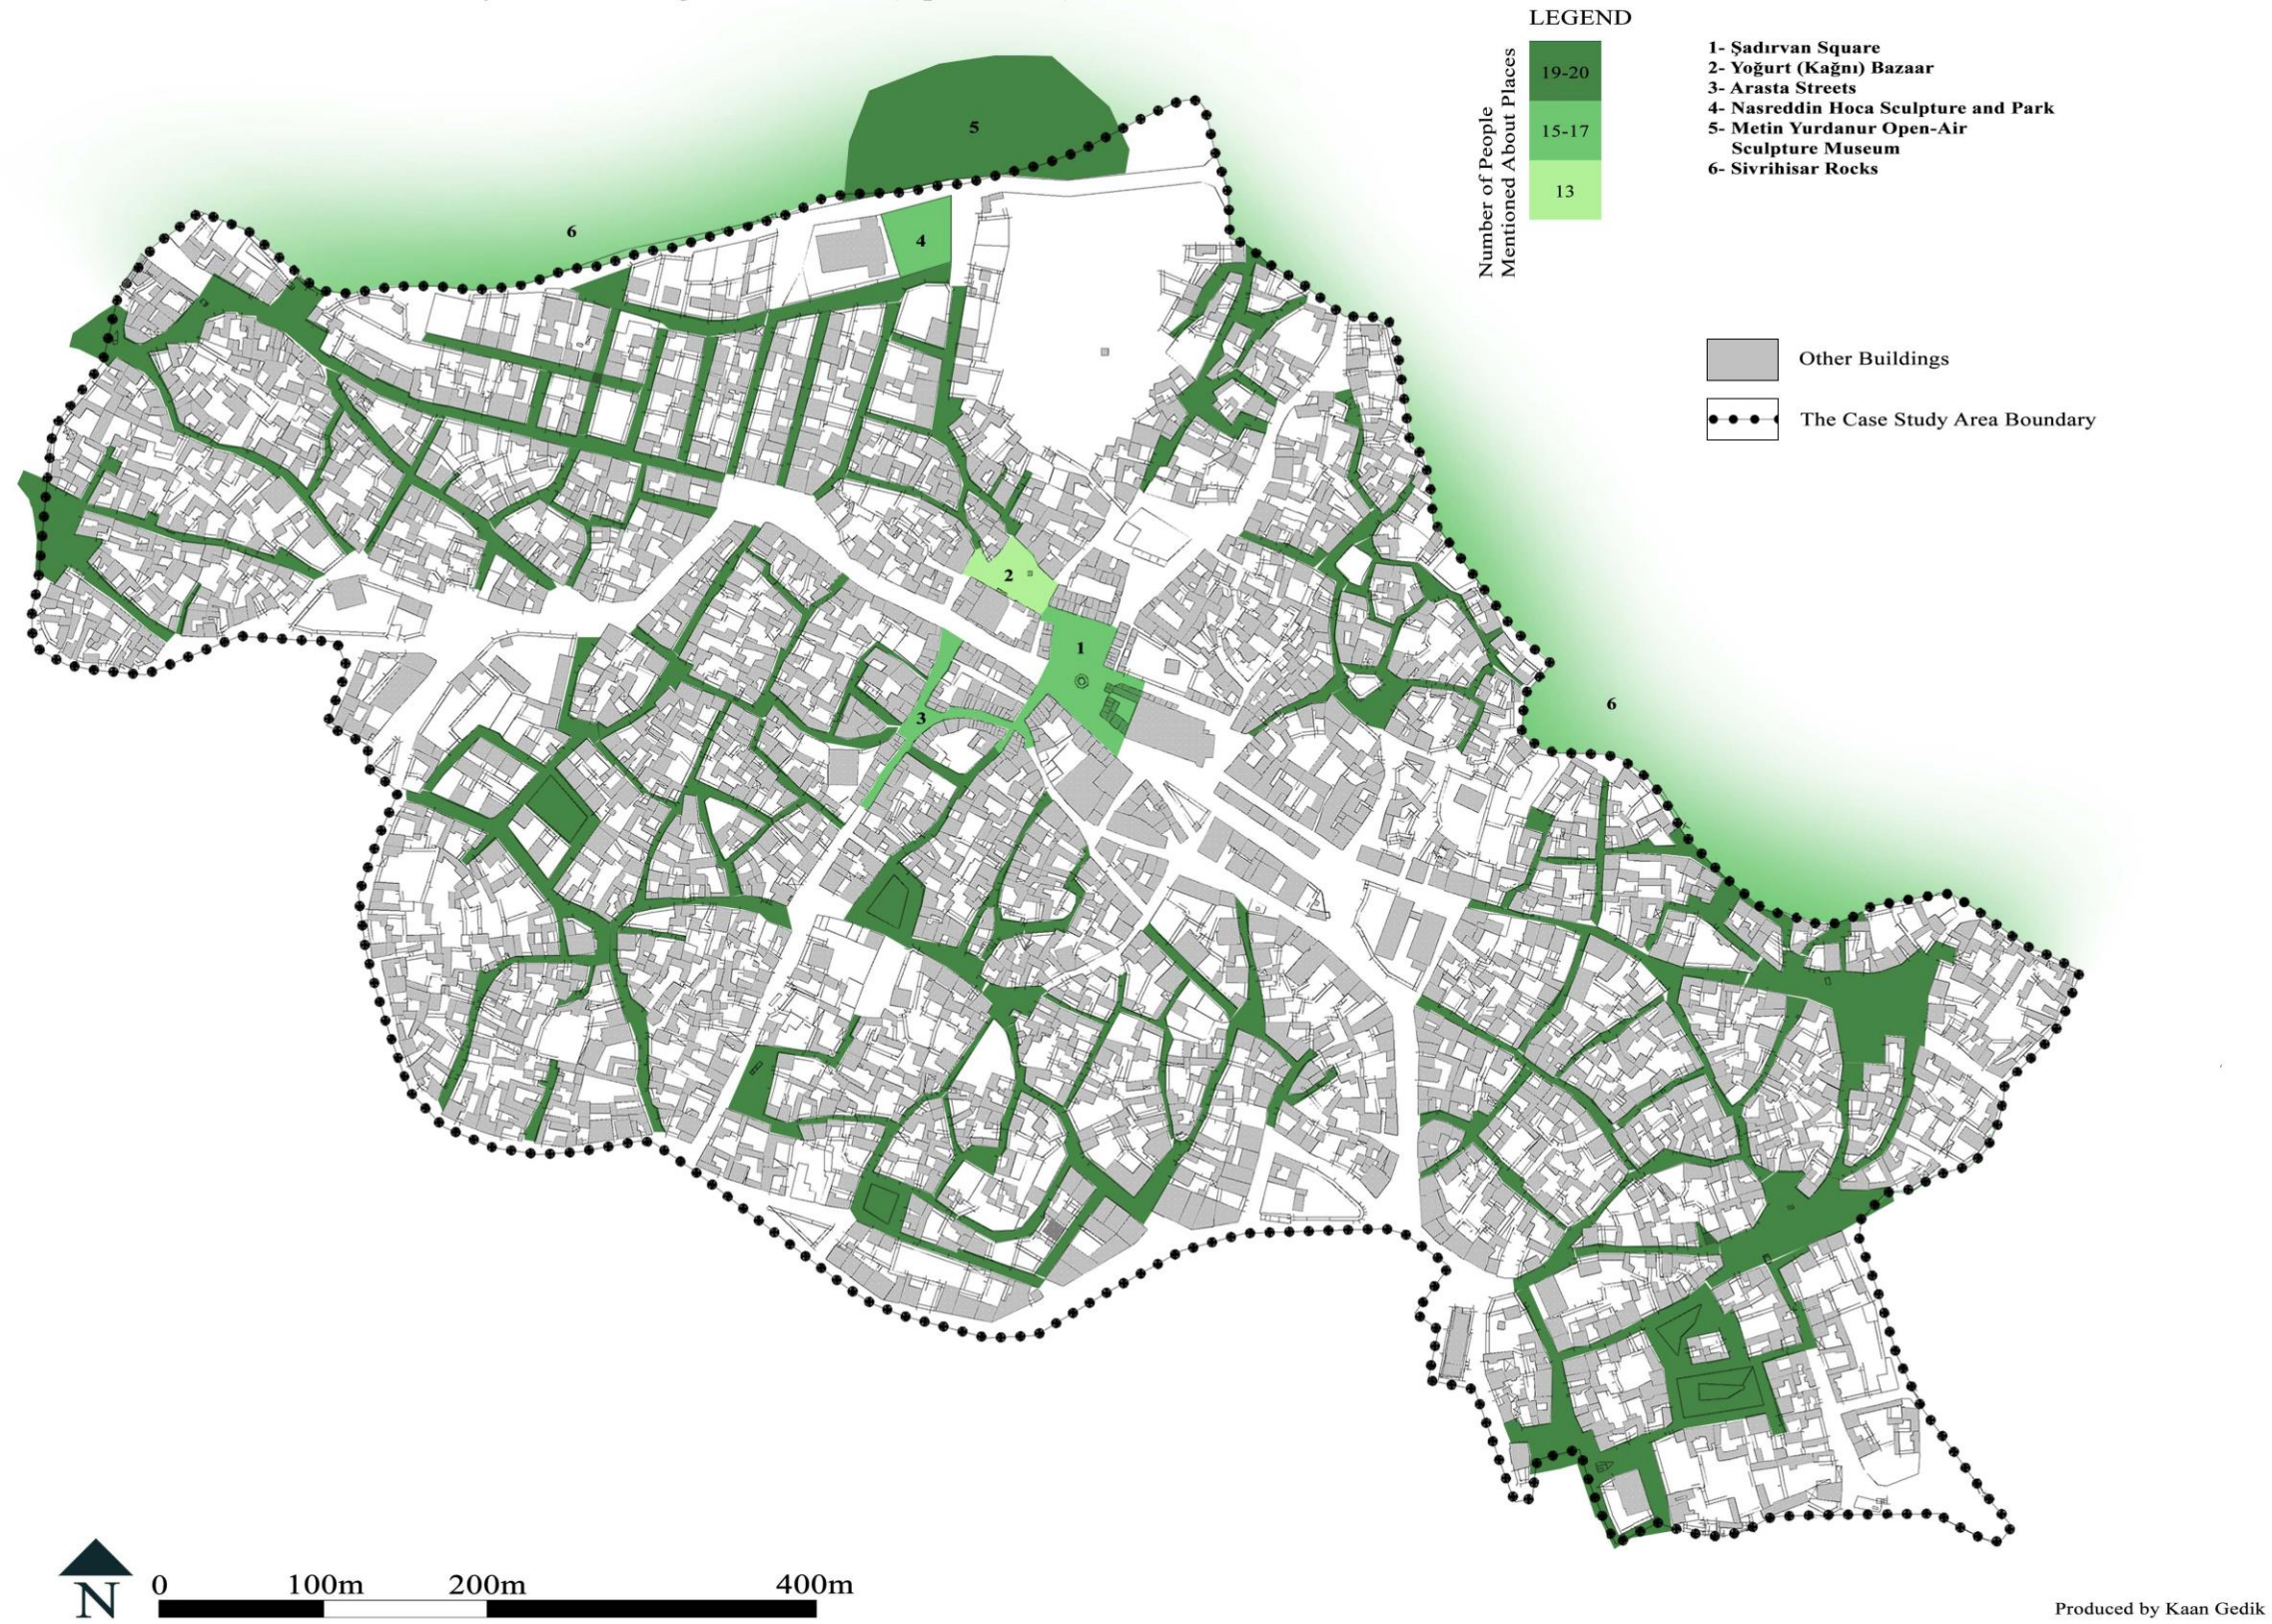 LEGEND
Number of People
Mentioned About Places
19-20
15-17
13
1- Şadırvan Square
2- Yoğurt (Kağnı) Bazaar
3- Arasta Streets
4- Nasreddin Hoca Sculpture and Park
5- Metin Yurdanur Open-Air
Sculpture Museum
6- Sivrihisar Rocks
Other Buildings
The Case Study Area Boundary
5
6
4
2
1
3
6
N
0 100m 200m 400m
Produced by Kaan Gedik